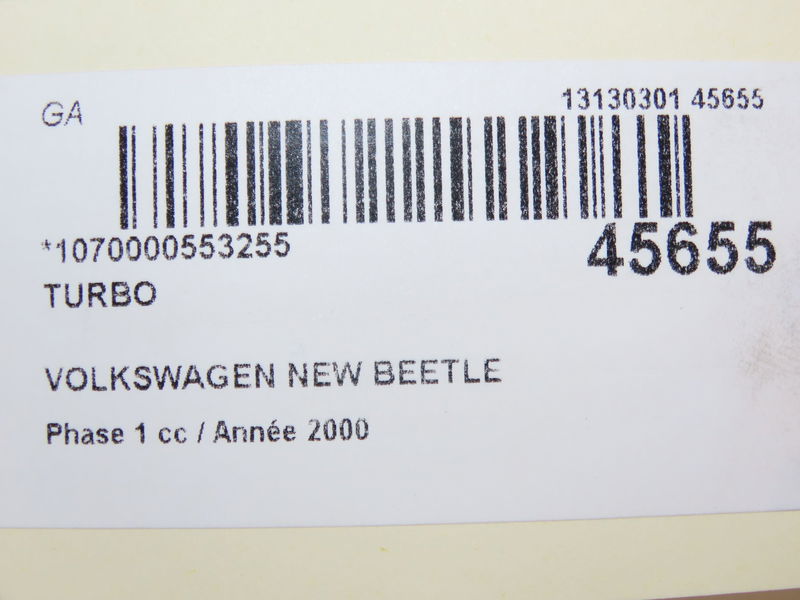 GA
13130301 45655
*1070000553255
45655
TURBO
VOLKSWAGEN NEW BEETLE
Phase 1 cc / Année 2000